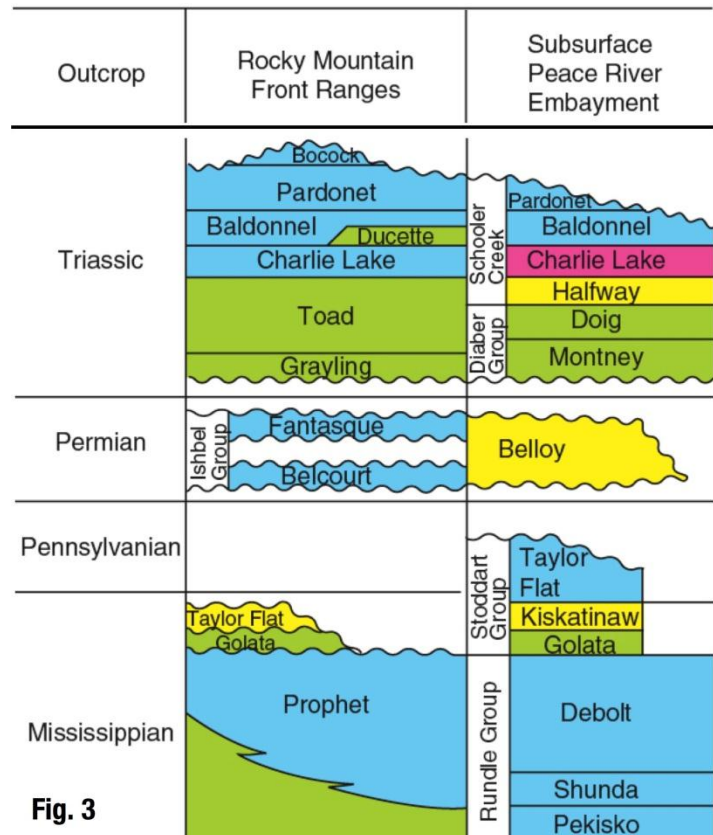 Outcrop
Rocky Mountain
Front Ranges
Subsurface
Peace River
Embayment
Triassic
Bocock
Pardonet
Baldonnel
Ducette
Charlie Lake
Toad
Grayling
Schooler
Creek
Diaber
Group
Pardonet
Baldonnel
Charlie Lake
Halfway
Doig
Montney
Permian
Ishbel
Group
Fantasque
Belcourt
Belloy
Pennsylvanian
Stoddart
Group
Taylor
Flat
Kiskatinaw
Golata
Mississippian
Taylor Flat
Golata
Prophet
Rundle Group
Debolt
Shunda
Pekisko
Fig. 3